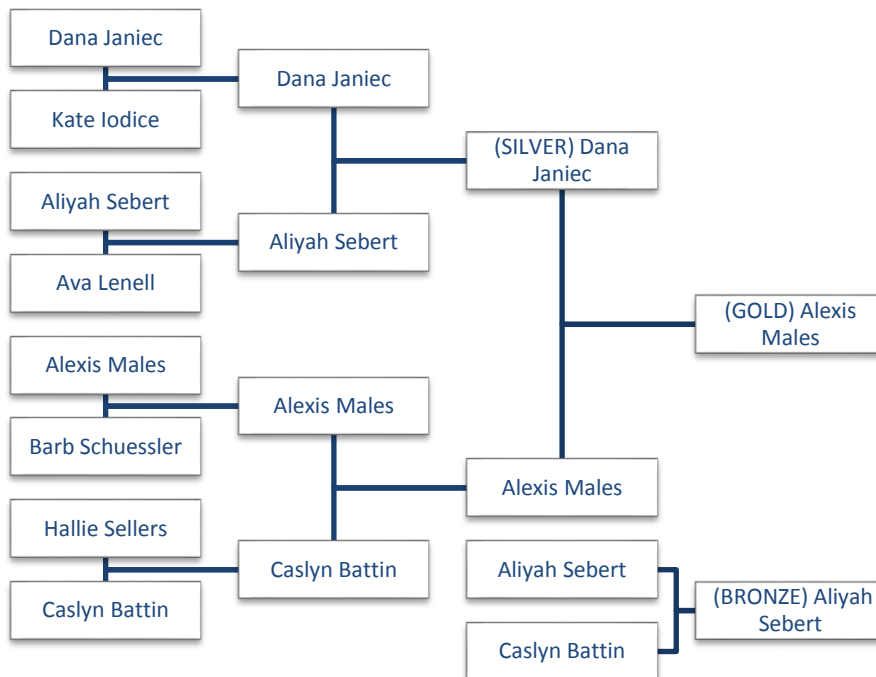 Dana Janiec
Kate Iodice
Aliyah Sebert
Ava Lenell
Alexis Males
Barb Schuessler
Hallie Sellers
Caslyn Battin
Dana Janiec
Aliyah Sebert
Alexis Males
Caslyn Battin
(SILVER) Dana
Janiec
Alexis Males
Aliyah Sebert
Caslyn Battin
(GOLD) Alexis
Males
(BRONZE) Aliyah
Sebert